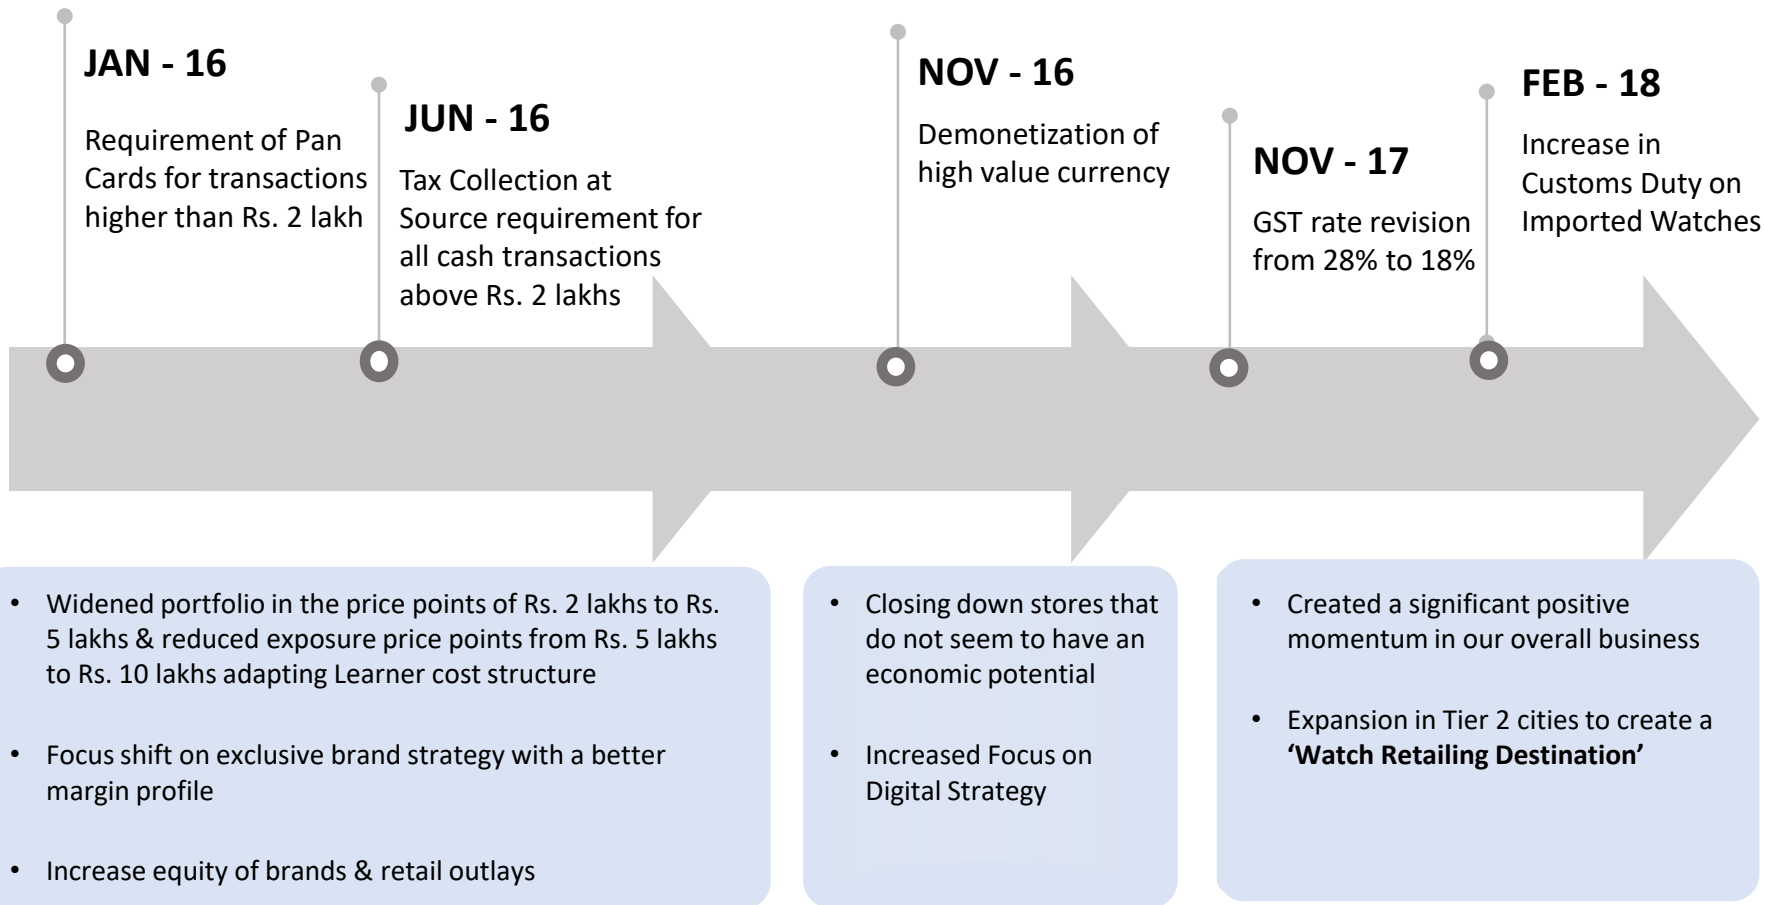 JAN - 16
Requirement of Pan
Cards for transactions
higher than Rs. 2 lakh
JUN - 16
Tax Collection at
Source requirement for
all cash transactions
above Rs. 2 lakhs
NOV - 16
Demonetization of
high value currency
NOV - 17
GST rate revision
from 28% to 18%
FEB - 18
Increase in
Customs Duty on
Imported Watches
• Widened portfolio in the price points of Rs. 2 lakhs to Rs.
5 lakhs & reduced exposure price points from Rs. 5 lakhs
to Rs. 10 lakhs adapting Learner cost structure
• Focus shift on exclusive brand strategy with a better
margin profile
• Increase equity of brands & retail outlays
• Closing down stores that
do not seem to have an
economic potential
• Increased Focus on
Digital Strategy
• Created a significant positive
momentum in our overall business
• Expansion in Tier 2 cities to create a
‘Watch Retailing Destination’